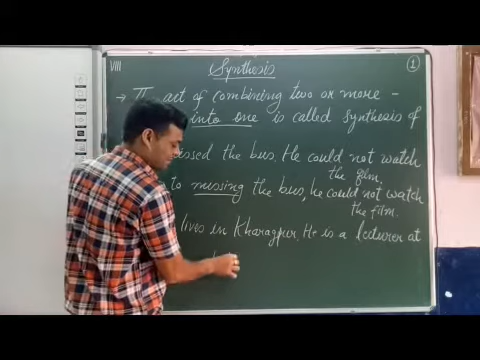 VIII Synthesis 1
→ act of combining two or more -
into one is called synthesis of
the bus. He could not watch
the film.
to missing the bus, he could not watch
the film.
lives in Kharagpur. He is a lecturer at